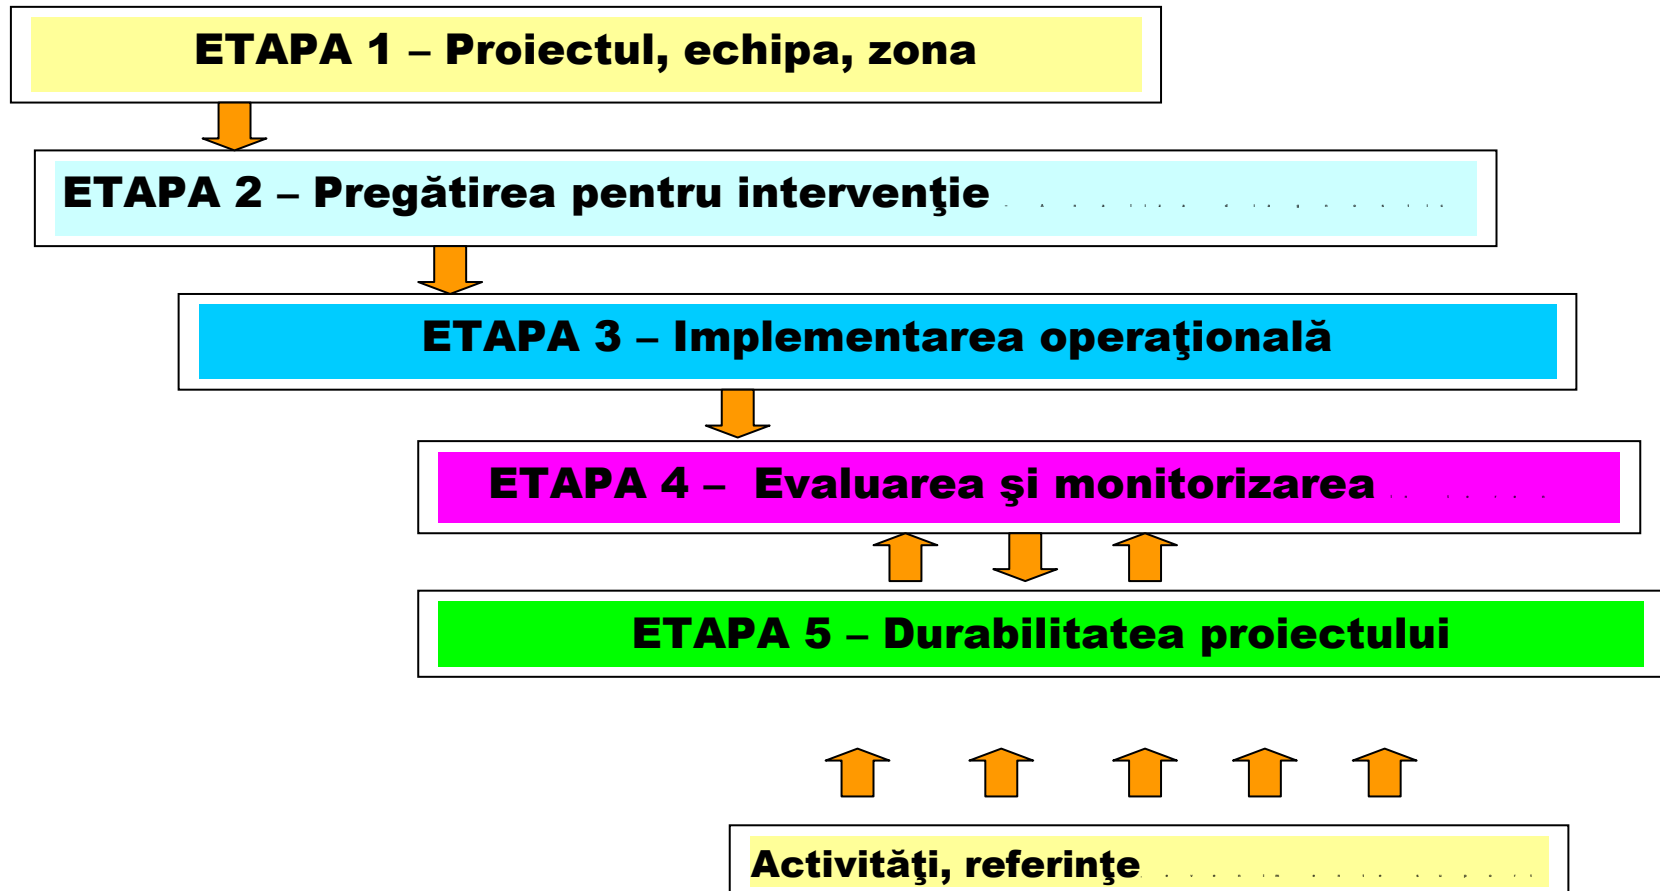 ETAPA 1 – Proiectul, echipa, zona
ETAPA 2 – Pregătirea pentru intervenţie
ETAPA 3 – Implementarea operaţională
ETAPA 4 – Evaluarea şi monitorizarea
ETAPA 5 – Durabilitatea proiectului
Activităţi, referinţe